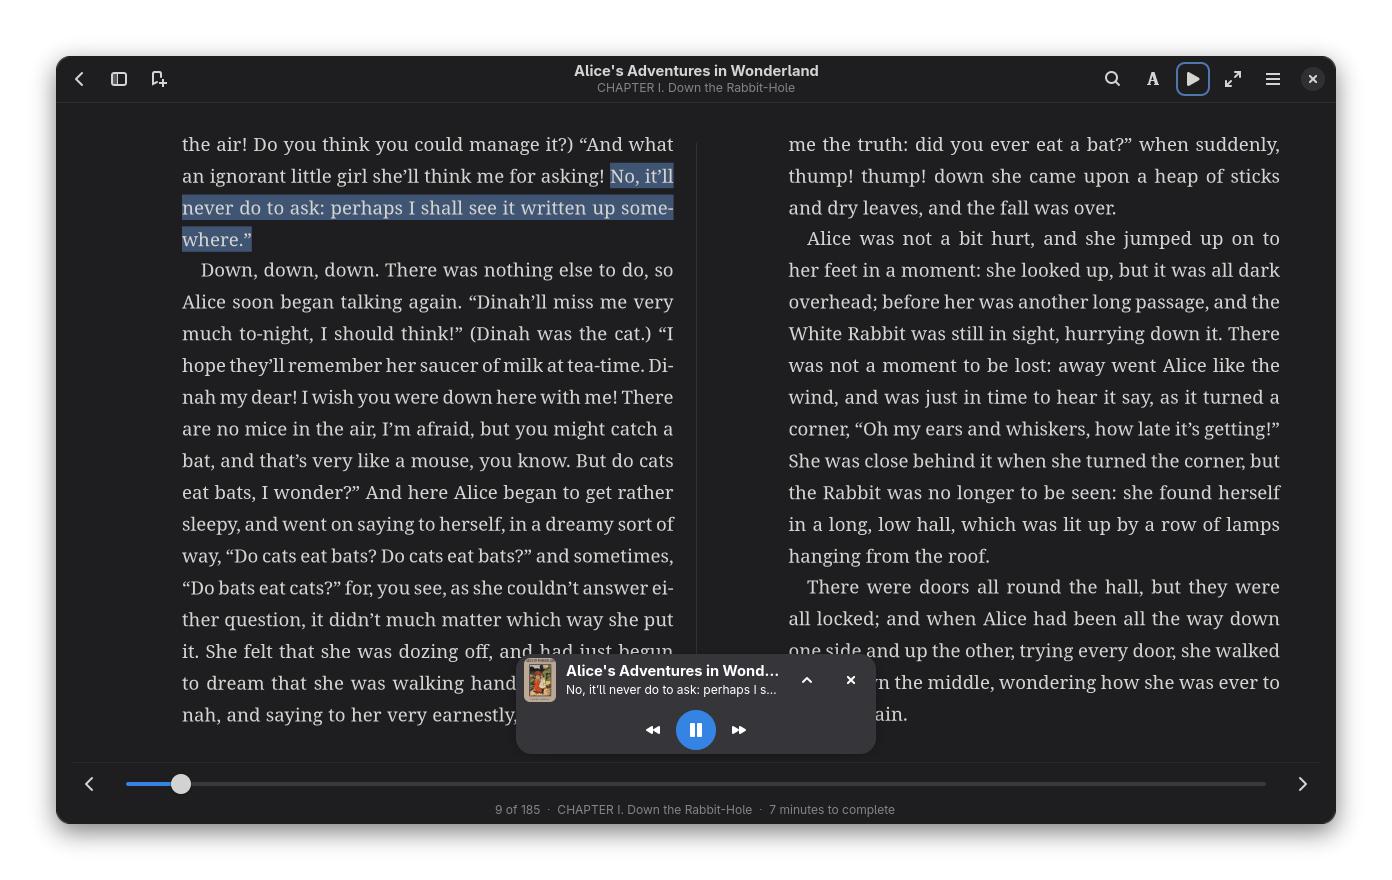 Alice's Adventures in Wonderland
CHAPTER I. Down the Rabbit-Hole
A
the air! Do you think you could manage it?) “And what
an ignorant little girl she’ll think me for asking! No, it’ll
never do to ask: perhaps I shall see it written up some-
where.”
Down, down, down. There was nothing else to do, so
Alice soon began talking again. “Dinah’ll miss me very
much to-night, I should think!” (Dinah was the cat.) “I
hope they’ll remember her saucer of milk at tea-time. Di-
nah my dear! I wish you were down here with me! There
are no mice in the air, I’m afraid, but you might catch a
bat, and that’s very like a mouse, you know. But do cats
eat bats, I wonder?” And here Alice began to get rather
sleepy, and went on saying to herself, in a dreamy sort of
way, “Do cats eat bats? Do cats eat bats?” and sometimes,
“Do bats eat cats?” for, you see, as she couldn’t answer ei-
ther question, it didn’t much matter which way she put
it. She felt that she was dozing off, and had just begun
to dream that she was walking hand
nah, and saying to her very earnestly,
me the truth: did you ever eat a bat?” when suddenly,
thump! thump! down she came upon a heap of sticks
and dry leaves, and the fall was over.
Alice was not a bit hurt, and she jumped up on to
her feet in a moment: she looked up, but it was all dark
overhead; before her was another long passage, and the
White Rabbit was still in sight, hurrying down it. There
was not a moment to be lost: away went Alice like the
wind, and was just in time to hear it say, as it turned a
corner, “Oh my ears and whiskers, how late it’s getting!”
She was close behind it when she turned the corner, but
the Rabbit was no longer to be seen: she found herself
in a long, low hall, which was lit up by a row of lamps
hanging from the roof.
There were doors all round the hall, but they were
all locked; and when Alice had been all the way down
one side and up the other, trying every door, she walked
the middle, wondering how she was ever to
Alice's Adventures in Wond…
No, it’ll never do to ask: perhaps I s…
9 of 185 · CHAPTER I. Down the Rabbit-Hole · 7 minutes to complete